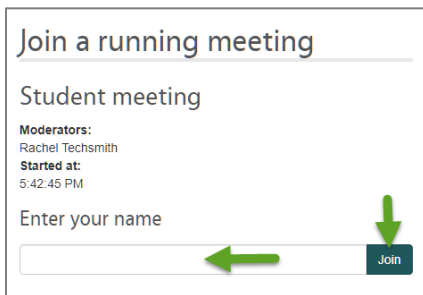 Join a running meeting
Student meeting
Moderators:
Rachel Techsmith
Started at:
5:42:45 PM
Enter your name
Join